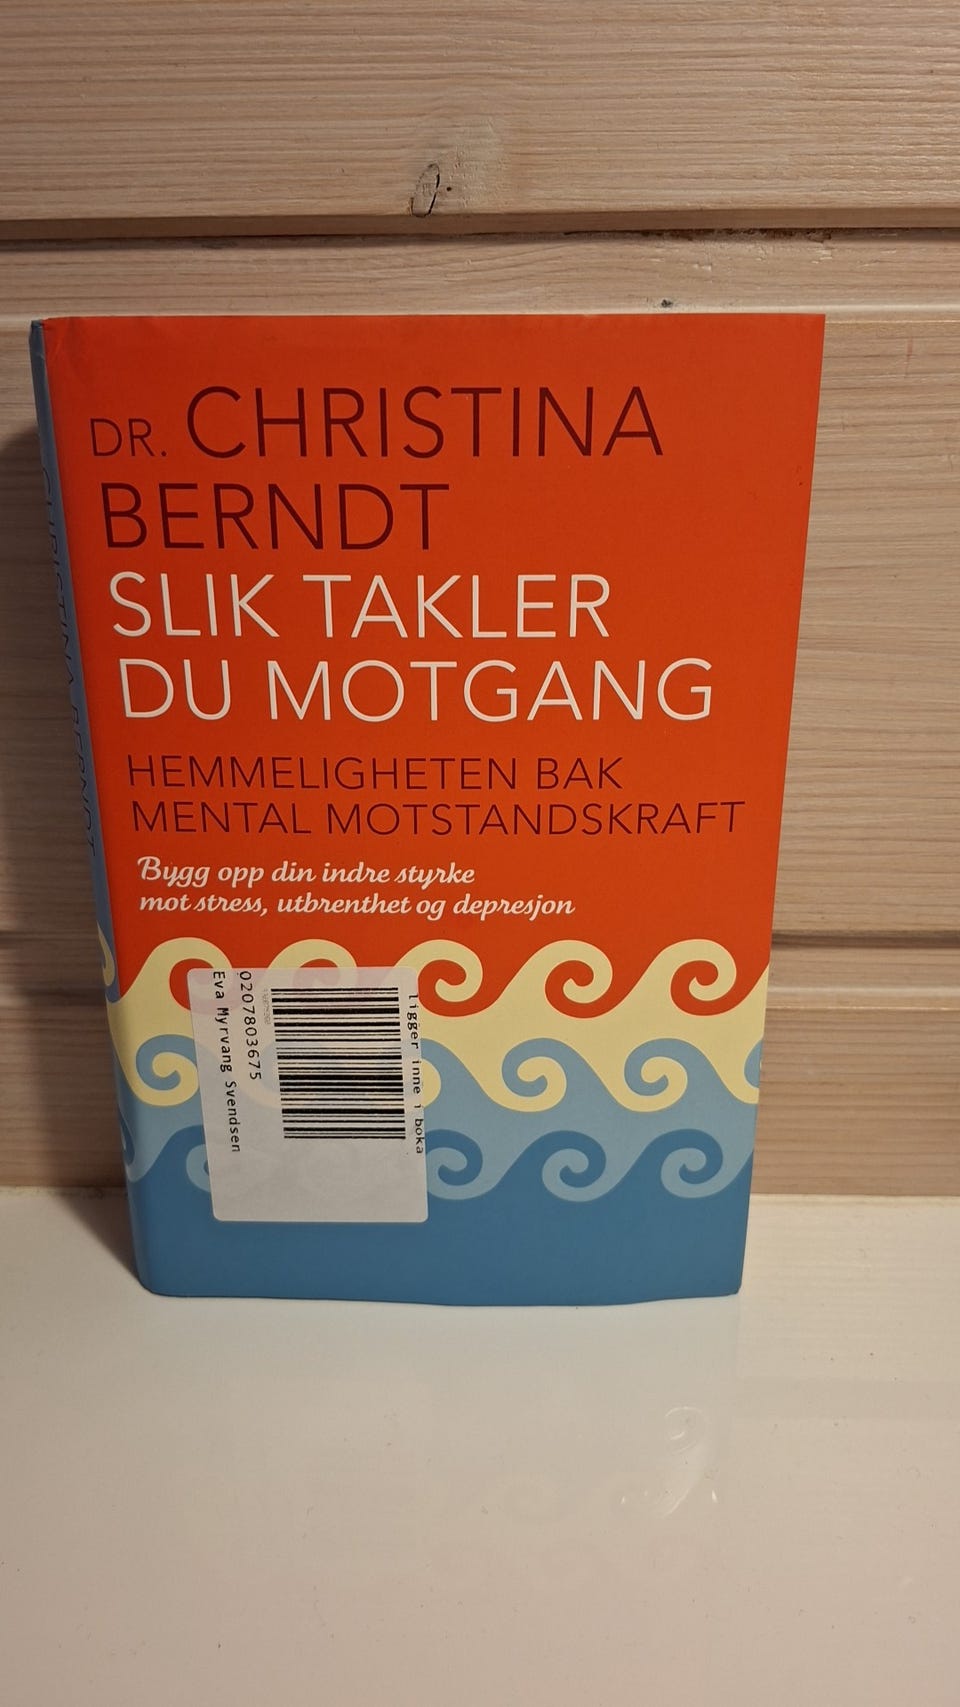 DR. CHRISTINA
BERNDT
SLIK TAKLER
DU MOTGANG
HEMMELIGHETEN BAK
MENTAL MOTSTANDSKRAFT
Bygg opp din indre styrke
mot stress, utbrenthet og depresjon
ligger inne i boka
0207803675
Eva Myrvang Svendsen
CHRISTINA BERNDT